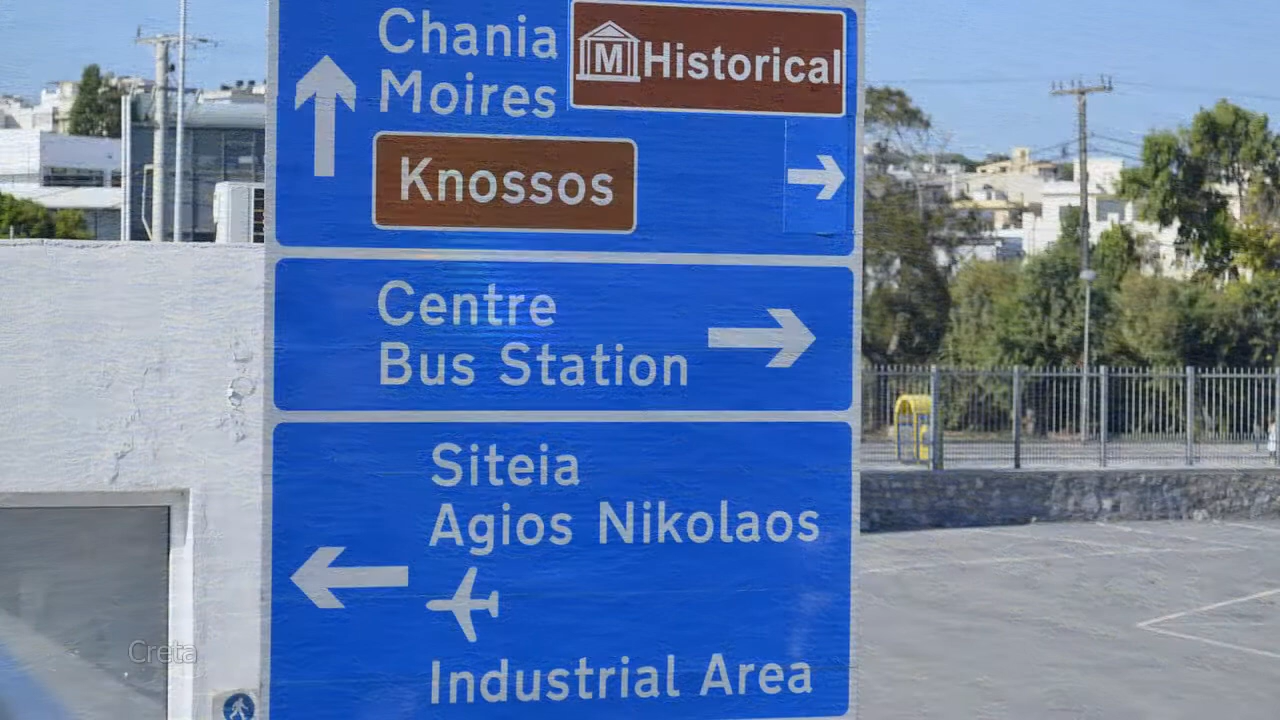 Chania
Moires
M Historical
Knossos
Centre
Bus Station
Siteia
Agios Nikolaos
Industrial Area
Creta